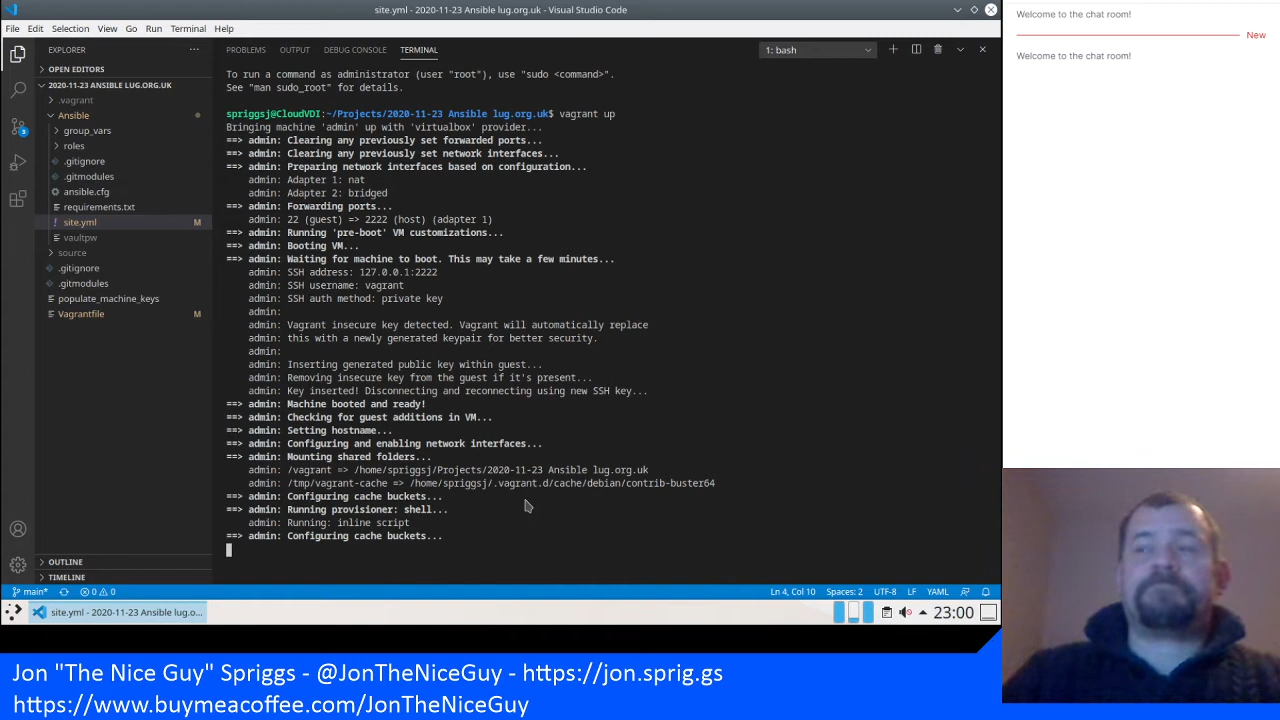 site.yml - 2020-11-23 Ansible lug.org.uk - Visual Studio Code
File Edit Selection View Go Run Terminal Help
EXPLORER
OPEN EDITORS
2020-11-23 ANSIBLE LUG.ORG.UK
.vagrant
Ansible
group_vars
roles
.gitignore
.gitmodules
ansible.cfg
requirements.txt
! site.yml M
vaultpw
source
.gitignore
.gitmodules
populate_machine_keys
Vagrantfile M
OUTLINE
TIMELINE
3
PROBLEMS OUTPUT DEBUG CONSOLE TERMINAL
1: bash
To run a command as administrator (user "root"), use "sudo <command>".
See "man sudo_root" for details.
spriggsj@CloudVDI:~/Projects/2020-11-23 Ansible lug.org.uk$ vagrant up
Bringing machine 'admin' up with 'virtualbox' provider...
==> admin: Clearing any previously set forwarded ports...
==> admin: Clearing any previously set network interfaces...
==> admin: Preparing network interfaces based on configuration...
admin: Adapter 1: nat
admin: Adapter 2: bridged
==> admin: Forwarding ports...
admin: 22 (guest) => 2222 (host) (adapter 1)
==> admin: Running 'pre-boot' VM customizations...
==> admin: Booting VM...
==> admin: Waiting for machine to boot. This may take a few minutes...
admin: SSH address: 127.0.0.1:2222
admin: SSH username: vagrant
admin: SSH auth method: private key
admin:
admin: Vagrant insecure key detected. Vagrant will automatically replace
admin: this with a newly generated keypair for better security.
admin:
admin: Inserting generated public key within guest...
admin: Removing insecure key from the guest if it's present...
admin: Key inserted! Disconnecting and reconnecting using new SSH key...
==> admin: Machine booted and ready!
==> admin: Checking for guest additions in VM...
==> admin: Setting hostname...
==> admin: Configuring and enabling network interfaces...
==> admin: Mounting shared folders...
admin: /vagrant => /home/spriggsj/Projects/2020-11-23 Ansible lug.org.uk
admin: /tmp/vagrant-cache => /home/spriggsj/.vagrant.d/cache/debian/contrib-buster64
==> admin: Configuring cache buckets...
==> admin: Running provisioner: shell...
admin: Running: inline script
==> admin: Configuring cache buckets...
main* 0 0 Ln 4, Col 10 Spaces: 2 UTF-8 LF YAML
site.yml - 2020-11-23 Ansible lug.o... 23:00
Welcome to the chat room!
New
Welcome to the chat room!
Jon "The Nice Guy" Spriggs - @JonTheNiceGuy - https://jon.sprig.gs
https://www.buymeacoffee.com/JonTheNiceGuy